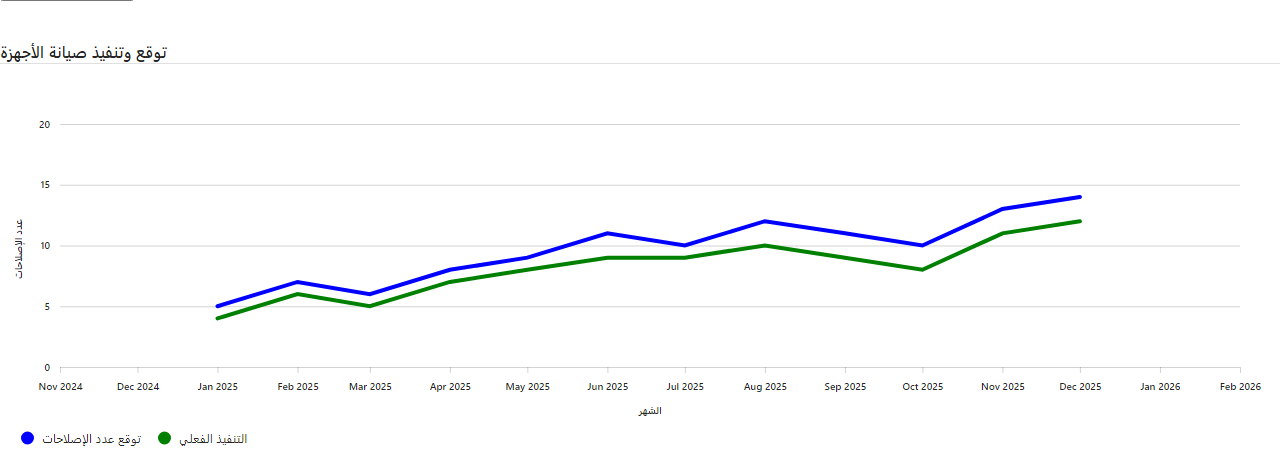 توقع وتنفيذ صيانة الأجهزة
20
15
10
5
0
عدد الإصلاحات
Nov 2024 Dec 2024 Jan 2025 Feb 2025 Mar 2025 Apr 2025 May 2025 Jun 2025 Jul 2025 Aug 2025 Sep 2025 Oct 2025 Nov 2025 Dec 2025 Jan 2026 Feb 2026
الشهر
توقع عدد الإصلاحات
التنفيذ الفعلي